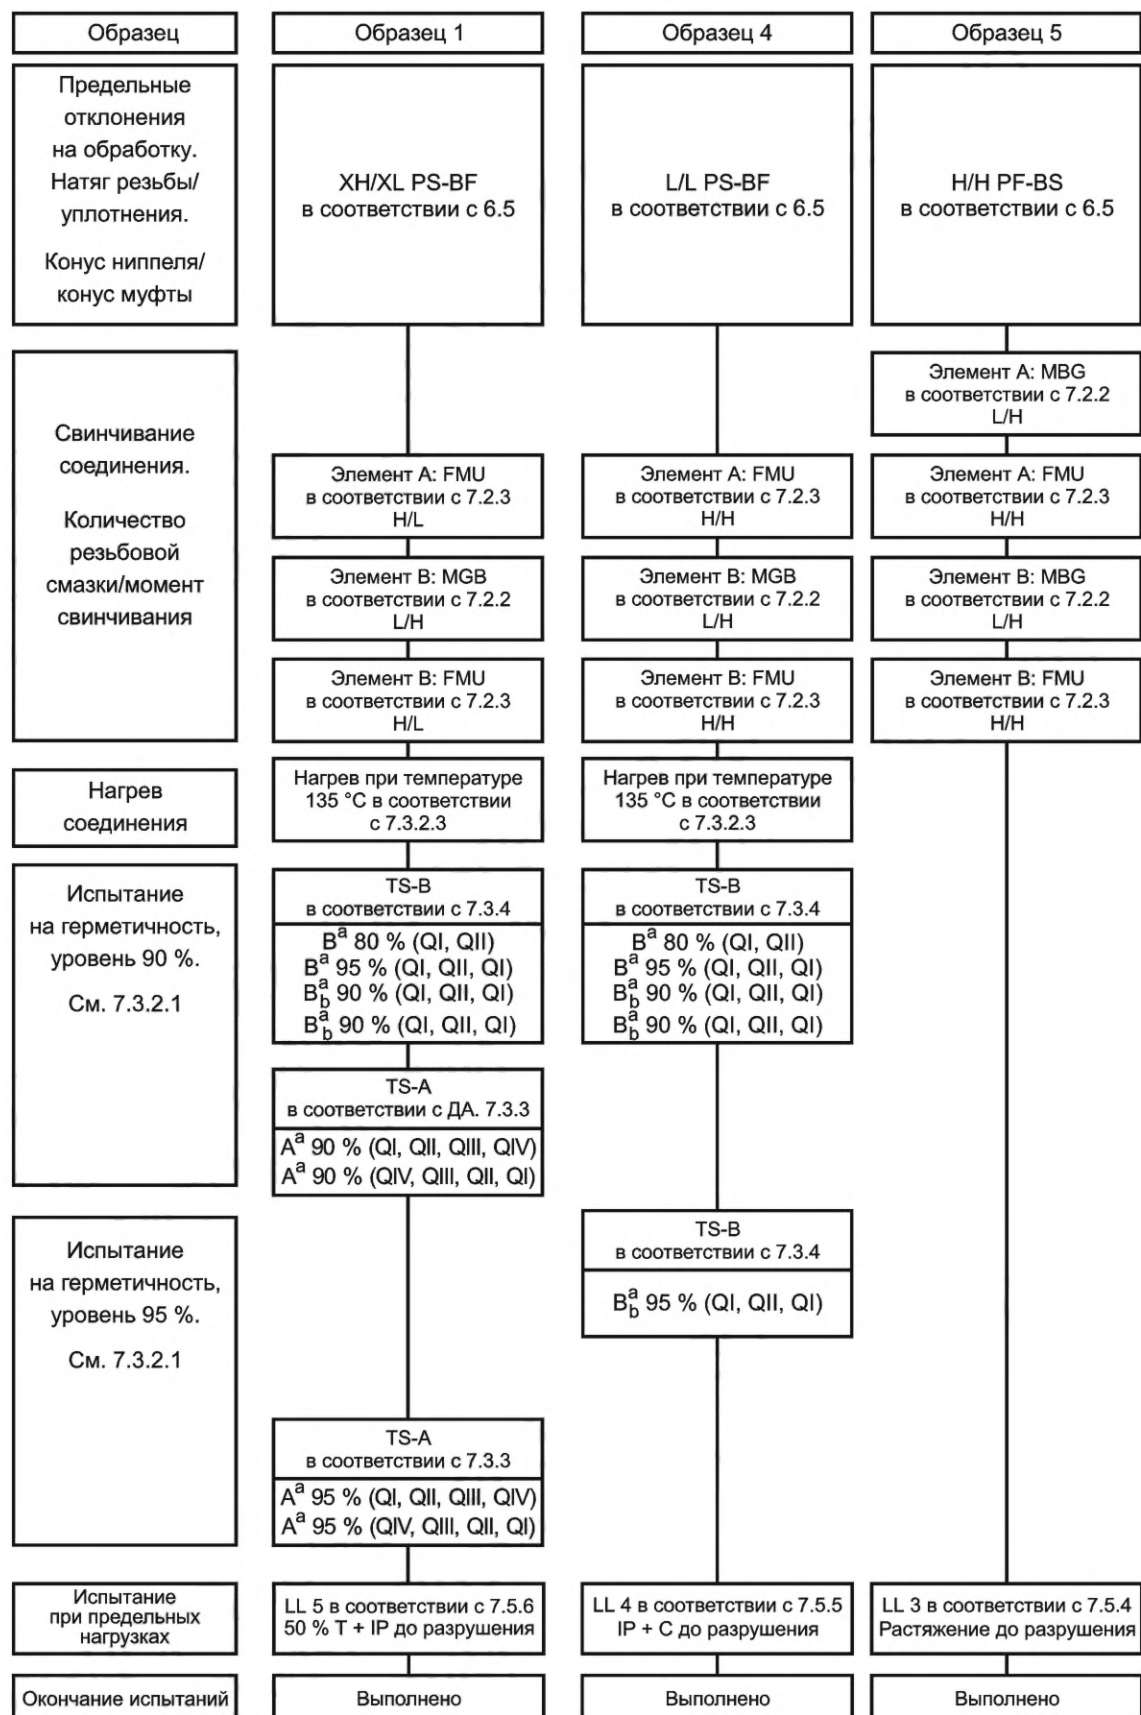 Образец
Образец 1
Образец 4
Образец 5
Предельные
отклонения
на обработку.
Натяг резьбы/
уплотнения.
Конус ниппеля/
конус муфты
XH/XL PS-BF
в соответствии с 6.5
L/L PS-BF
в соответствии с 6.5
H/H PF-BS
в соответствии с 6.5
Свинчивание
соединения.
Количество
резьбовой
смазки/момент
свинчивания
Элемент A: MBG
в соответствии с 7.2.2
L/H
Элемент A: FMU
в соответствии с 7.2.3
H/L
Элемент A: FMU
в соответствии с 7.2.3
H/H
Элемент A: FMU
в соответствии с 7.2.3
H/H
Элемент B: MGB
в соответствии с 7.2.2
L/H
Элемент B: MGB
в соответствии с 7.2.2
L/H
Элемент B: MBG
в соответствии с 7.2.2
L/H
Элемент B: FMU
в соответствии с 7.2.3
H/L
Элемент B: FMU
в соответствии с 7.2.3
H/H
Элемент B: FMU
в соответствии с 7.2.3
H/H
Нагрев
соединения
Нагрев при температуре
135 °C в соответствии
с 7.3.2.3
Нагрев при температуре
135 °C в соответствии
с 7.3.2.3
Испытание
на герметичность,
уровень 90 %.
См. 7.3.2.1
TS-B
в соответствии с 7.3.4
B^a 80 % (QI, QII)
B^a 95 % (QI, QII, QI)
B^a_b 90 % (QI, QII, QI)
B^a_b 90 % (QI, QII, QI)
TS-B
в соответствии с 7.3.4
B^a 80 % (QI, QII)
B^a 95 % (QI, QII, QI)
B^a_b 90 % (QI, QII, QI)
B^a_b 90 % (QI, QII, QI)
TS-A
в соответствии с ДА. 7.3.3
A^a 90 % (QI, QII, QIII, QIV)
A^a 90 % (QIV, QIII, QII, QI)
Испытание
на герметичность,
уровень 95 %.
См. 7.3.2.1
TS-B
в соответствии с 7.3.4
B^a_b 95 % (QI, QII, QI)
TS-A
в соответствии с 7.3.3
A^a 95 % (QI, QII, QIII, QIV)
A^a 95 % (QIV, QIII, QII, QI)
Испытание
при предельных
нагрузках
LL 5 в соответствии с 7.5.6
50 % T + IP до разрушения
LL 4 в соответствии с 7.5.5
IP + C до разрушения
LL 3 в соответствии с 7.5.4
Растяжение до разрушения
Окончание испытаний
Выполнено
Выполнено
Выполнено